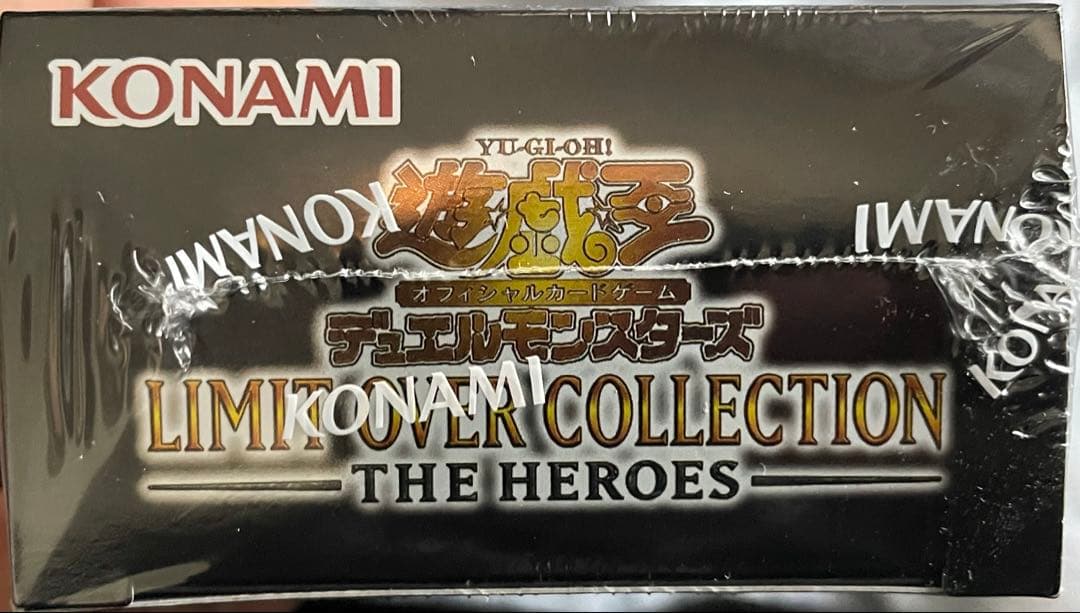 KONAMI
YU-GI-OH!
遊戯王
KONAMI
KONAMI
オフィシャルカードゲーム
デュエルモンスターズ
KONAMI
KONAMI
LIMIT OVER COLLECTION
THE HEROES